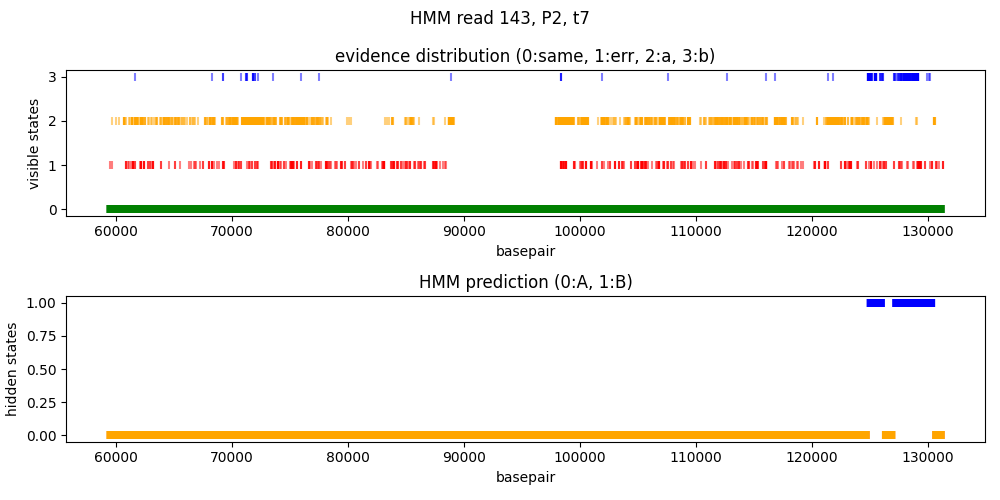 HMM read 143, P2, t7
evidence distribution (0:same, 1:err, 2:a, 3:b)
visible states
3
2
1
0
60000 70000 80000 90000 100000 110000 120000 130000
basepair
HMM prediction (0:A, 1:B)
hidden states
1.00
0.75
0.50
0.25
0.00
60000 70000 80000 90000 100000 110000 120000 130000
basepair